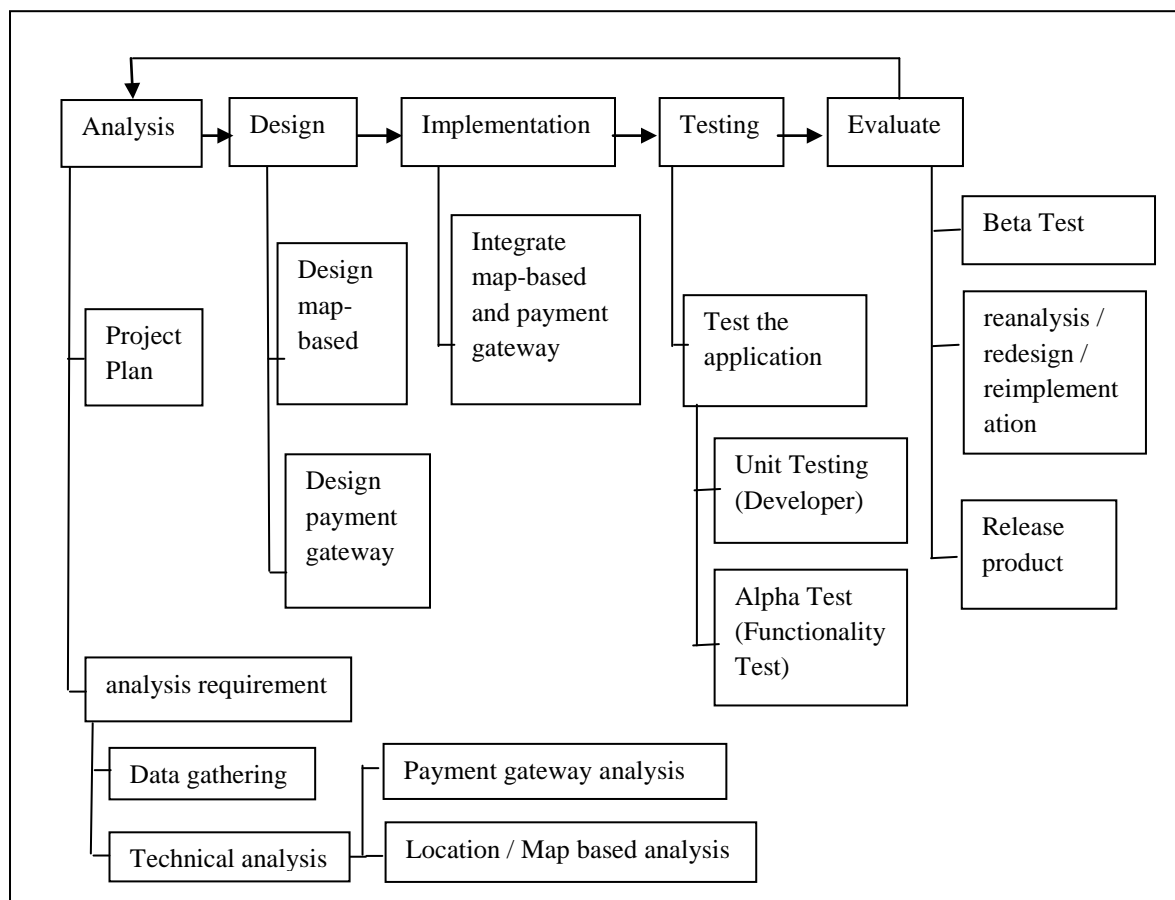 Analysis
Design
Implementation
Testing
Evaluate
Project
Plan
analysis requirement
Data gathering
Technical analysis
Payment gateway analysis
Location / Map based analysis
Design
map-
based
Design
payment
gateway
Integrate
map-based
and payment
gateway
Test the
application
Unit Testing
(Developer)
Alpha Test
(Functionality
Test)
Beta Test
reanalysis /
redesign /
reimplement
ation
Release
product